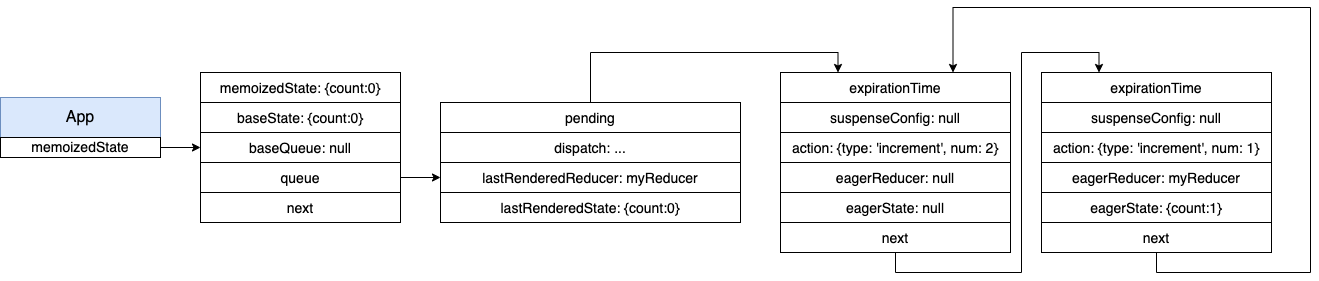 App
memoizedState
memoizedState: {count:0}
baseState: {count:0}
baseQueue: null
queue
next
pending
dispatch: ...
lastRenderedReducer: myReducer
lastRenderedState: {count:0}
expirationTime
suspenseConfig: null
action: {type: 'increment', num: 2}
eagerReducer: null
eagerState: null
next
expirationTime
suspenseConfig: null
action: {type: 'increment', num: 1}
eagerReducer: myReducer
eagerState: {count:1}
next